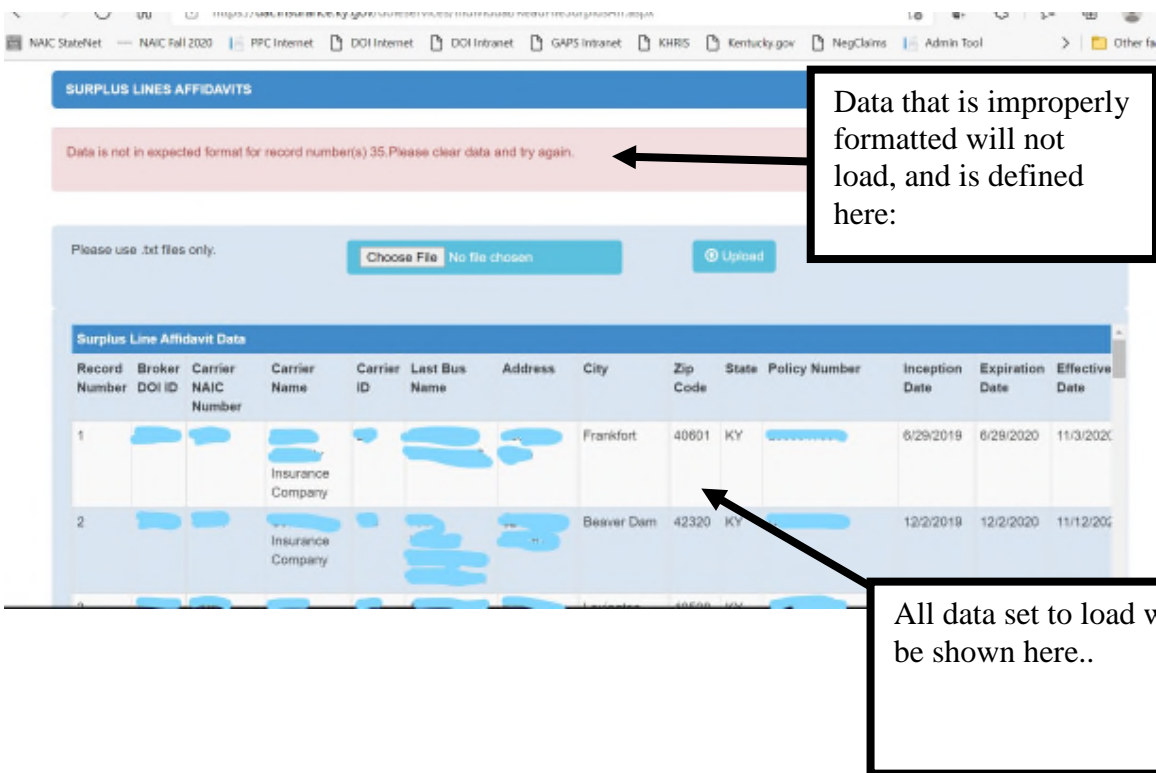 NAIC StateNet NAIC Fall 2020 PPC Internet DOI Internet DOI Intranet GAPS Intranet KHRIS Kentucky.gov NegClaims Admin Tool > Other fa
SURPLUS LINES AFFIDAVITS
Data is not in expected format for record number(s) 35.Please clear data and try again.
Data that is improperly
formatted will not
load, and is defined
here:
Please use .txt files only.
Choose File No file chosen
Upload
Surplus Line Affidavit Data
Record Broker Carrier Carrier Carrier Last Bus Address City Zip State Policy Number Inception Expiration Effective
Number DOI ID NAIC Name ID Name Code Date Date Date
Number
1 Frankfort 40601 KY 6/29/2019 6/29/2020 11/3/202
Insurance
Company
2 Beaver Dam 42320 KY 12/2/2019 12/2/2020 11/12/202
Insurance
Company
All data set to load w
be shown here..